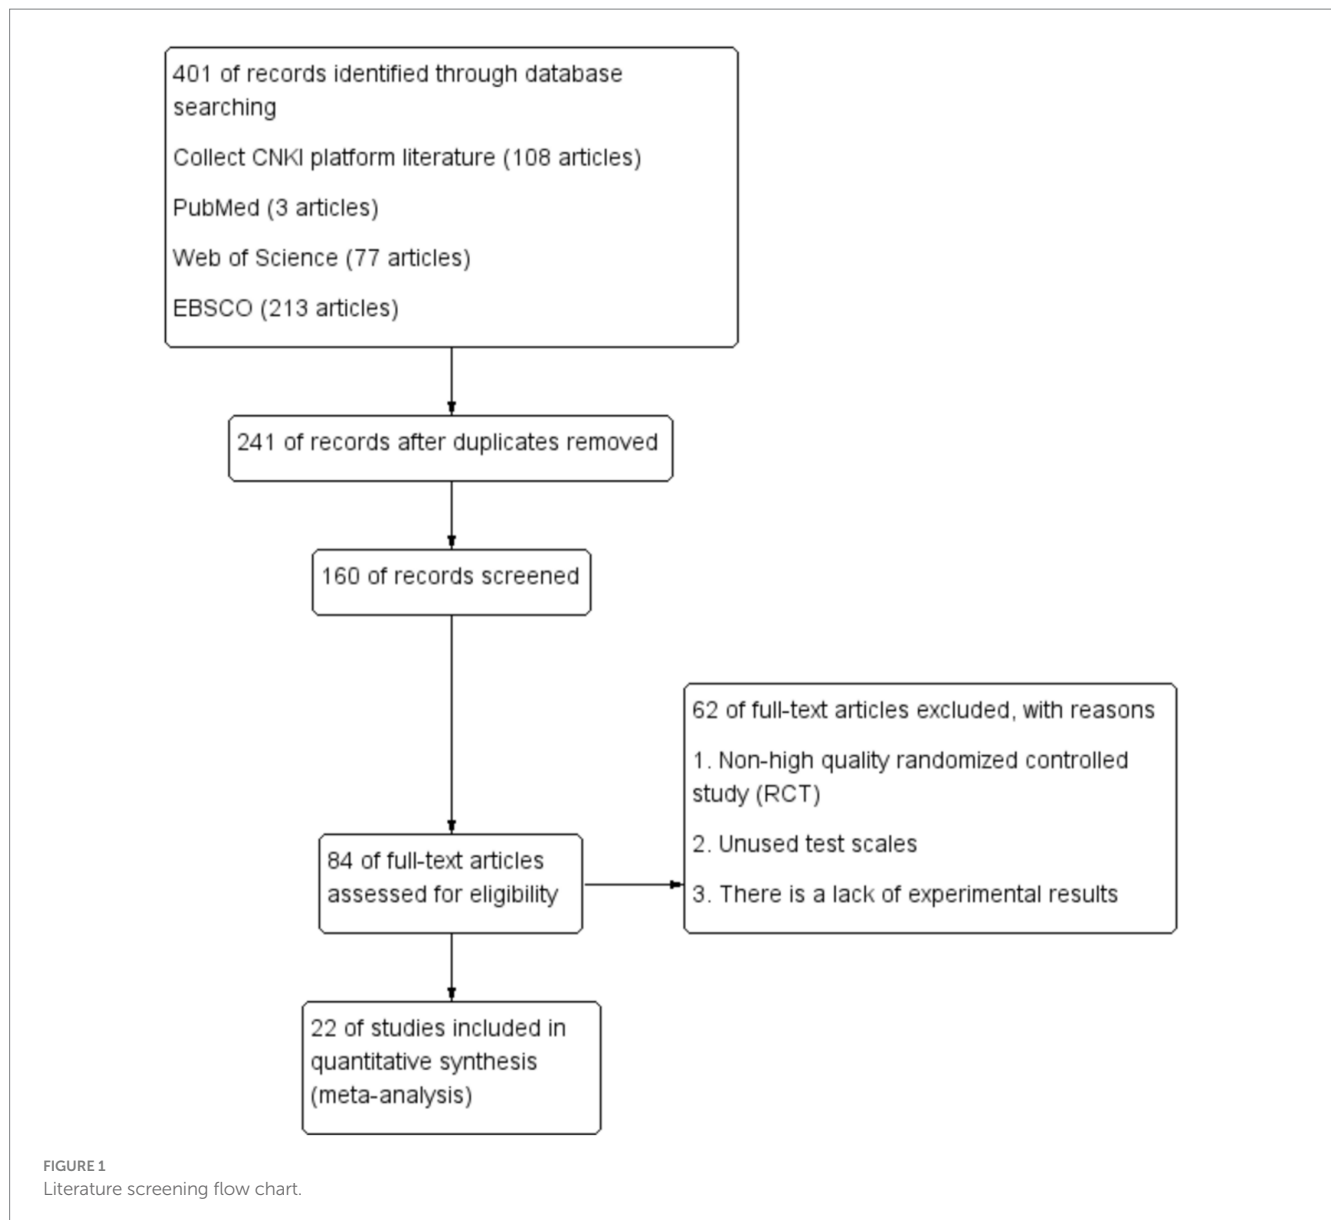 401 of records identified through database
searching
Collect CNKI platform literature (108 articles)
PubMed (3 articles)
Web of Science (77 articles)
EBSCO (213 articles)
241 of records after duplicates removed
160 of records screened
62 of full-text articles excluded, with reasons
1. Non-high quality randomized controlled
study (RCT)
2. Unused test scales
3. There is a lack of experimental results
84 of full-text articles
assessed for eligibility
22 of studies included in
quantitative synthesis
(meta-analysis)
FIGURE 1
Literature screening flow chart.